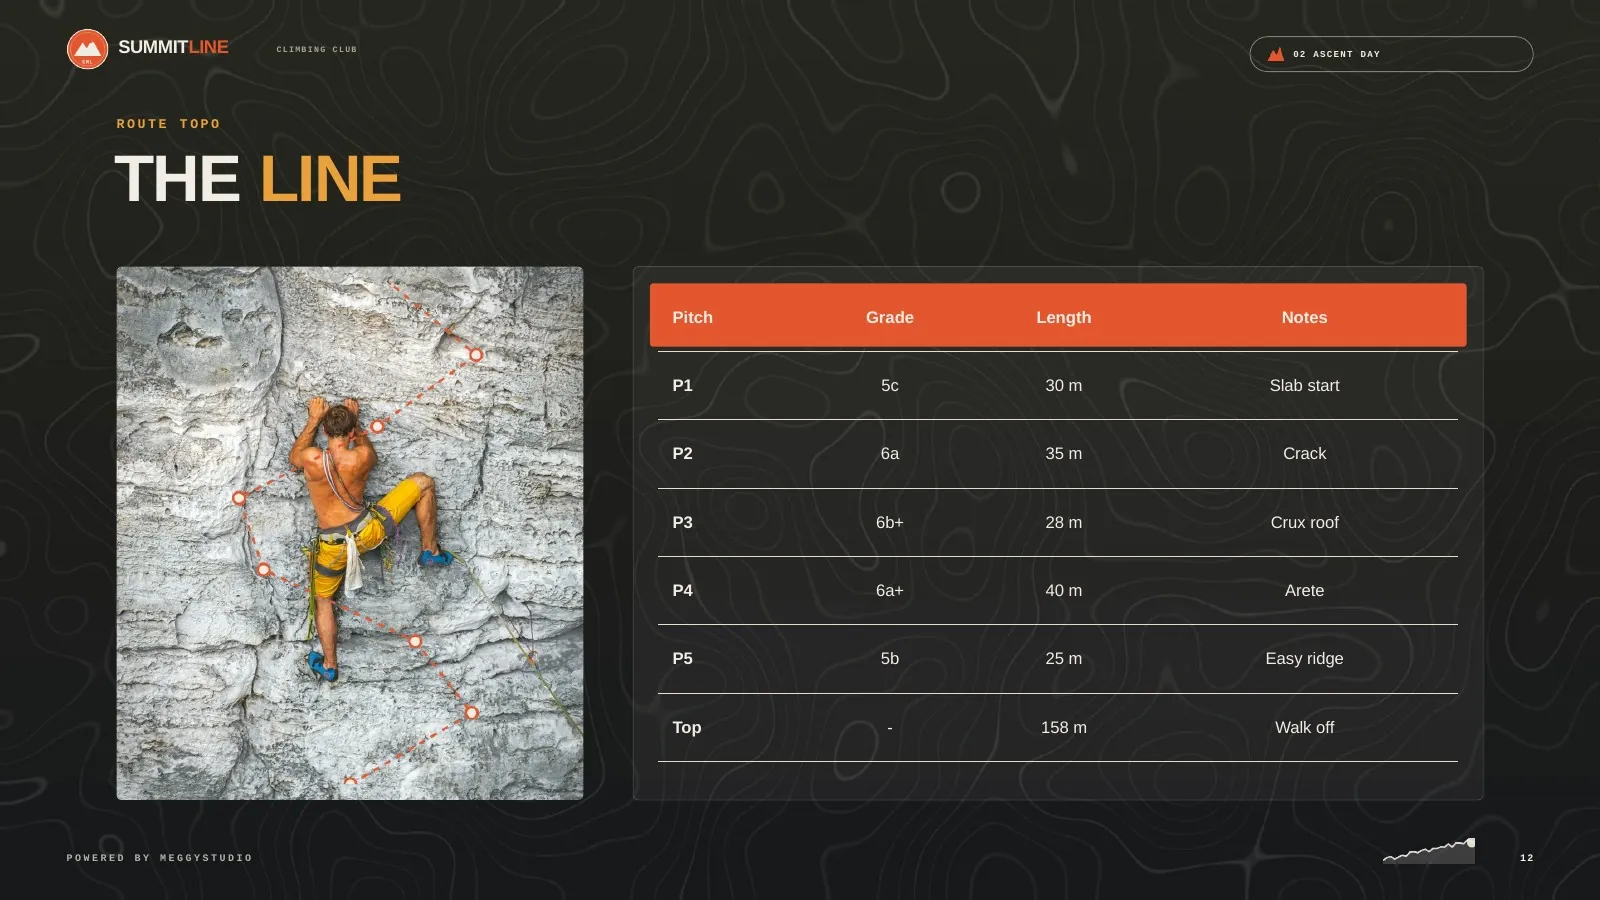 SUMMITLINE
CLIMBING CLUB
02 ASCENT DAY
ROUTE TOPO
THE LINE
Pitch Grade Length Notes
P1 5c 30 m Slab start
P2 6a 35 m Crack
P3 6b+ 28 m Crux roof
P4 6a+ 40 m Arete
P5 5b 25 m Easy ridge
Top - 158 m Walk off
POWERED BY MEGGYSTUDIO
12